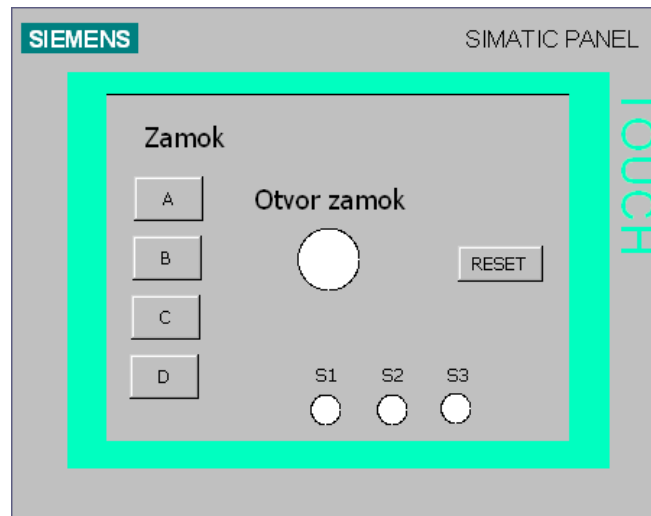 SIEMENS
SIMATIC PANEL
TOUCH
Zamok
A
Otvor zamok
B
RESET
C
D
S1 S2 S3